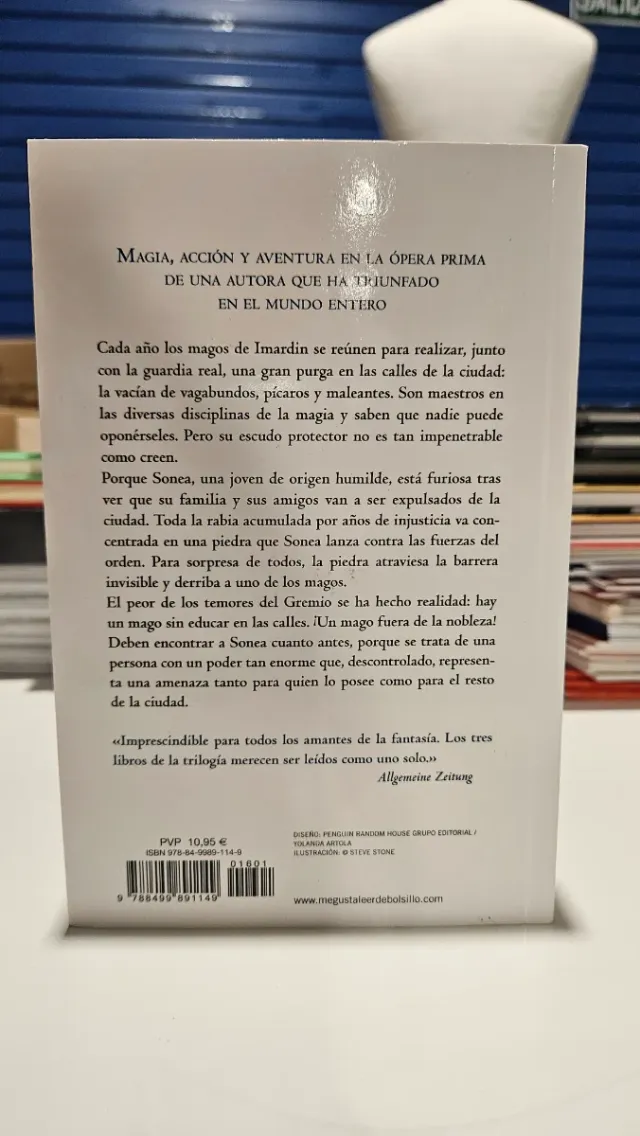 MAGIA, ACCIÓN Y AVENTURA EN LA ÓPERA PRIMA
DE UNA AUTORA QUE HA TRIUNFADO
EN EL MUNDO ENTERO
Cada año los magos de Imardin se reúnen para realizar, junto
con la guardia real, una gran purga en las calles de la ciudad:
la vacían de vagabundos, pícaros y maleantes. Son maestros en
las diversas disciplinas de la magia y saben que nadie puede
oponérseles. Pero su escudo protector no es tan impenetrable
como creen.
Porque Sonea, una joven de origen humilde, está furiosa tras
ver que su familia y sus amigos van a ser expulsados de la
ciudad. Toda la rabia acumulada por años de injusticia va con-
centrada en una piedra que Sonea lanza contra las fuerzas del
orden. Para sorpresa de todos, la piedra atraviesa la barrera
invisible y derriba a uno de los magos.
El peor de los temores del Gremio se ha hecho realidad: hay
un mago sin educar en las calles. ¡Un mago fuera de la nobleza!
Deben encontrar a Sonea cuanto antes, porque se trata de una
persona con un poder tan enorme que, descontrolado, represen-
ta una amenaza tanto para quien lo posee como para el resto
de la ciudad.
«Imprescindible para todos los amantes de la fantasía. Los tres
libros de la trilogía merecen ser leídos como uno solo.»
Allgemeine Zeitung
PVP 10,95 €
ISBN 978-84-9989-114-9
01601
9 788499 891149
DISEÑO: PENGUIN RANDOM HOUSE GRUPO EDITORIAL /
YOLANDA ARTOLA
ILUSTRACIÓN: © STEVE STONE
www.megustaleerdebolsillo.com